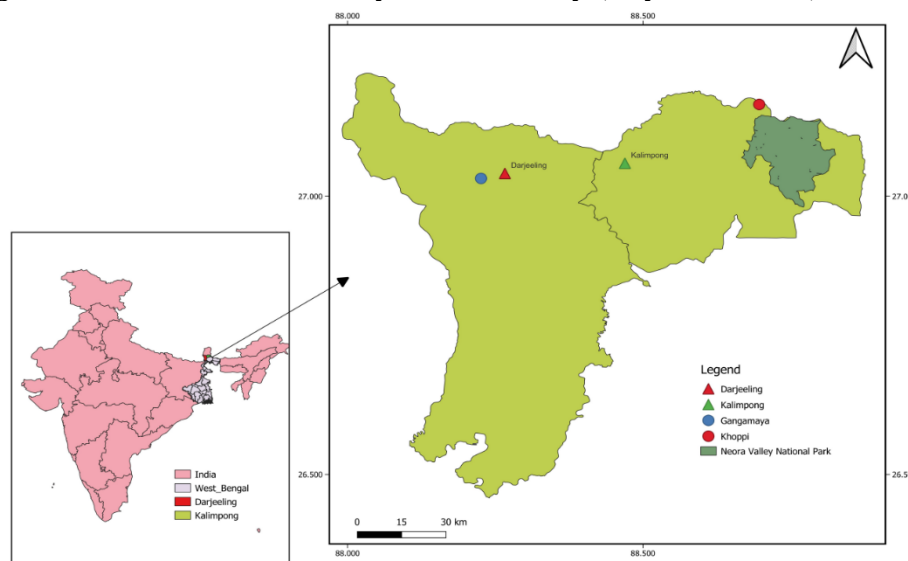 88.000
88.500
Darjeeling
Kalimpong
27.000
27.0
Legend
Darjeeling
Kalimpong
Gangamaya
Khoppi
Neora Valley National Park
26.500
26.5
0 15 30 km
88.000
88.500
India
West_Bengal
Darjeeling
Kalimpong